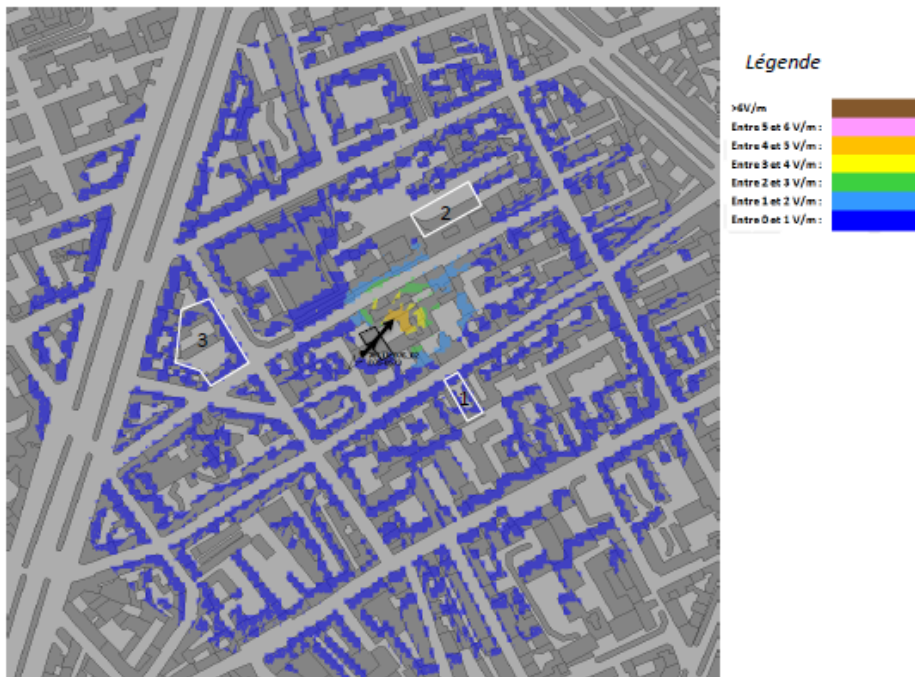 Légende
>6V/m
Entre 5 et 6 V/m :
Entre 4 et 5 V/m :
Entre 3 et 4 V/m :
Entre 2 et 3 V/m :
Entre 1 et 2 V/m :
Entre 0 et 1 V/m :
2
3
1